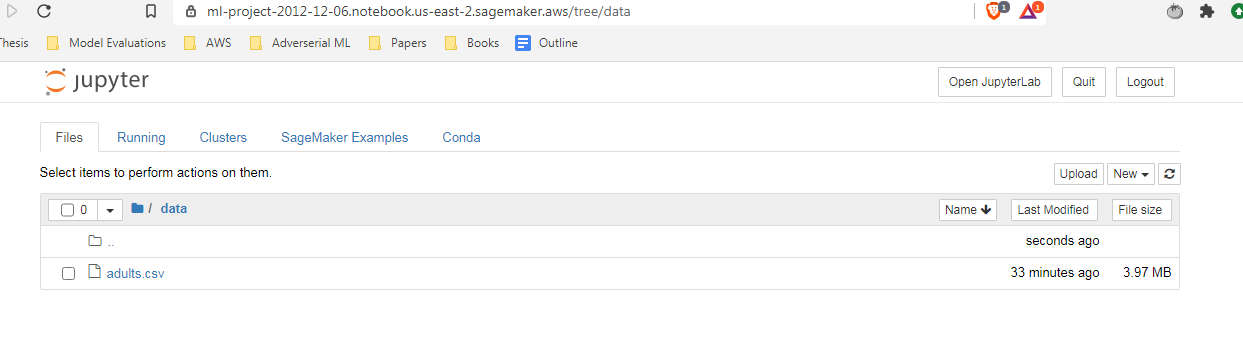 ml-project-2012-12-06.notebook.us-east-2.sagemaker.aws/tree/data 1 1
hesis Model Evaluations AWS Adverserial ML Papers Books Outline
jupyter Open JupyterLab Quit Logout
Files Running Clusters SageMaker Examples Conda
Select items to perform actions on them. Upload New
0 / data Name Last Modified File size
.. seconds ago
adults.csv 33 minutes ago 3.97 MB